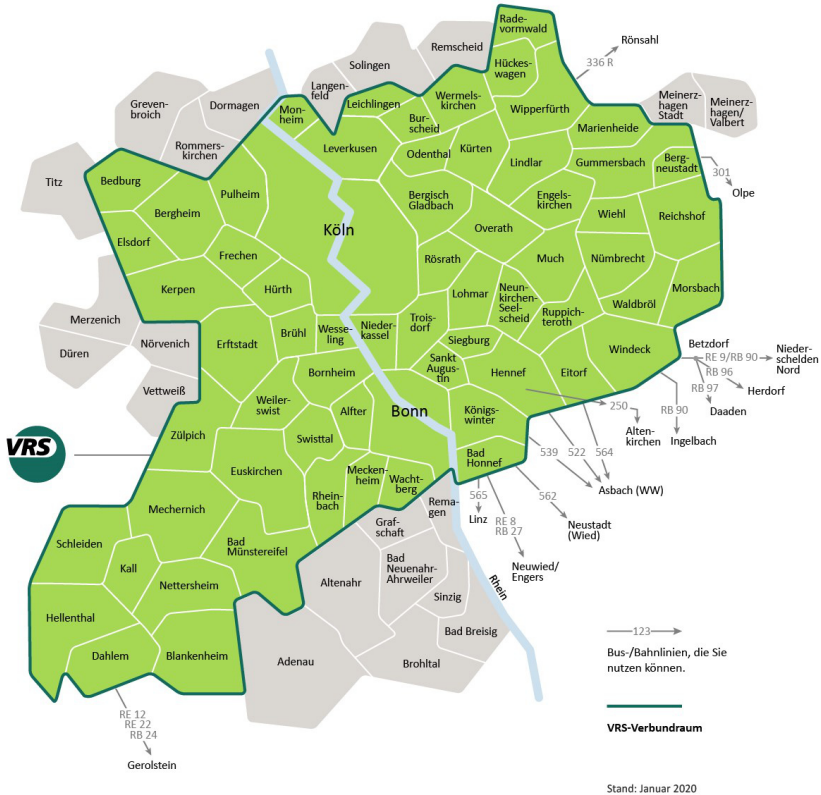 Rade-
vormwald
Rönsahl
336 R
Remscheid
Solingen
Hückes-
wagen
Langen-
feld
Wermels-
kirchen
Meinerz-
hagen
Stadt
Meinerz-
hagen/
Valbert
Greven-
broich
Dormagen
Mon-
heim
Leichlingen
Wipperfürth
Bur-
scheid
Marienheide
Rommers-
kirchen
Leverkusen
Odenthal
Kürten
Lindlar
Gummersbach
Berg-
neustadt
301
Olpe
Titz
Bedburg
Pulheim
Bergheim
Bergisch
Gladbach
Engels-
kirchen
Wiehl
Reichshof
Elsdorf
Köln
Overath
Frechen
Rösrath
Much
Nümbrecht
Kerpen
Hürth
Lohmar
Neun-
kirchen-
Seel-
scheid
Morsbach
Waldbröl
Ruppich-
teroth
Merzenich
Nörvenich
Düren
Erftstadt
Brühl
Wesse-
ling
Nieder-
kassel
Trois-
dorf
Siegburg
Windeck
Betzdorf
RE 9/RB 90
Nieder-
schelden
Nord
RB 96
Herdorf
RB 97
Daaden
RB 90
Ingelbach
Vettweiß
Bornheim
Sankt
Augus-
tin
Hennef
Eitorf
Weiler-
swist
Alfter
Bonn
Königs-
winter
250
Alten-
kirchen
VRS
Zülpich
Swisttal
539
522
564
Asbach (WW)
Euskirchen
Bad
Honnef
Mecken-
heim
Wacht-
berg
Rhein-
bach
565
Linz
RE 8
RB 27
Neuwied/
Engers
562
Neustadt
(Wied)
Mechernich
Rema-
gen
Graf-
schaft
Schleiden
Bad
Münstereifel
Kall
Nettersheim
Altenahr
Bad
Neuenahr-
Ahrweiler
Rhein
Sinzig
Hellenthal
Bad Breisig
Dahlem
Blankenheim
Adenau
Brohltal
RE 12
RE 22
RB 24
Gerolstein
123
Bus-/Bahnlinien, die Sie
nutzen können.
VRS-Verbundraum
Stand: Januar 2020